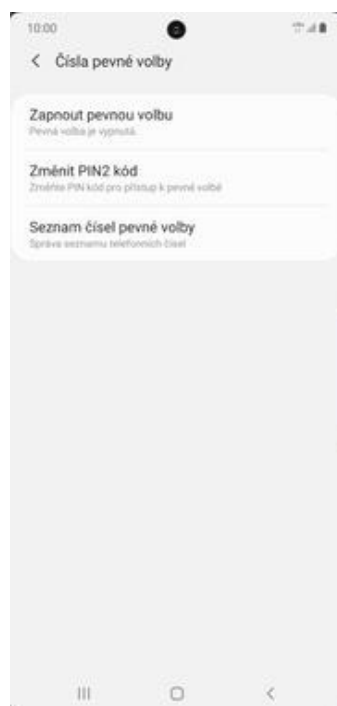 10:00
Čísla pevné volby
Zapnout pevnou volbu
Pevná volba je vypnutá.
Změnit PIN2 kód
Změňte PIN kód pro přístup k pevné volbě
Seznam čísel pevné volby
Správa seznamu telefonních čísel